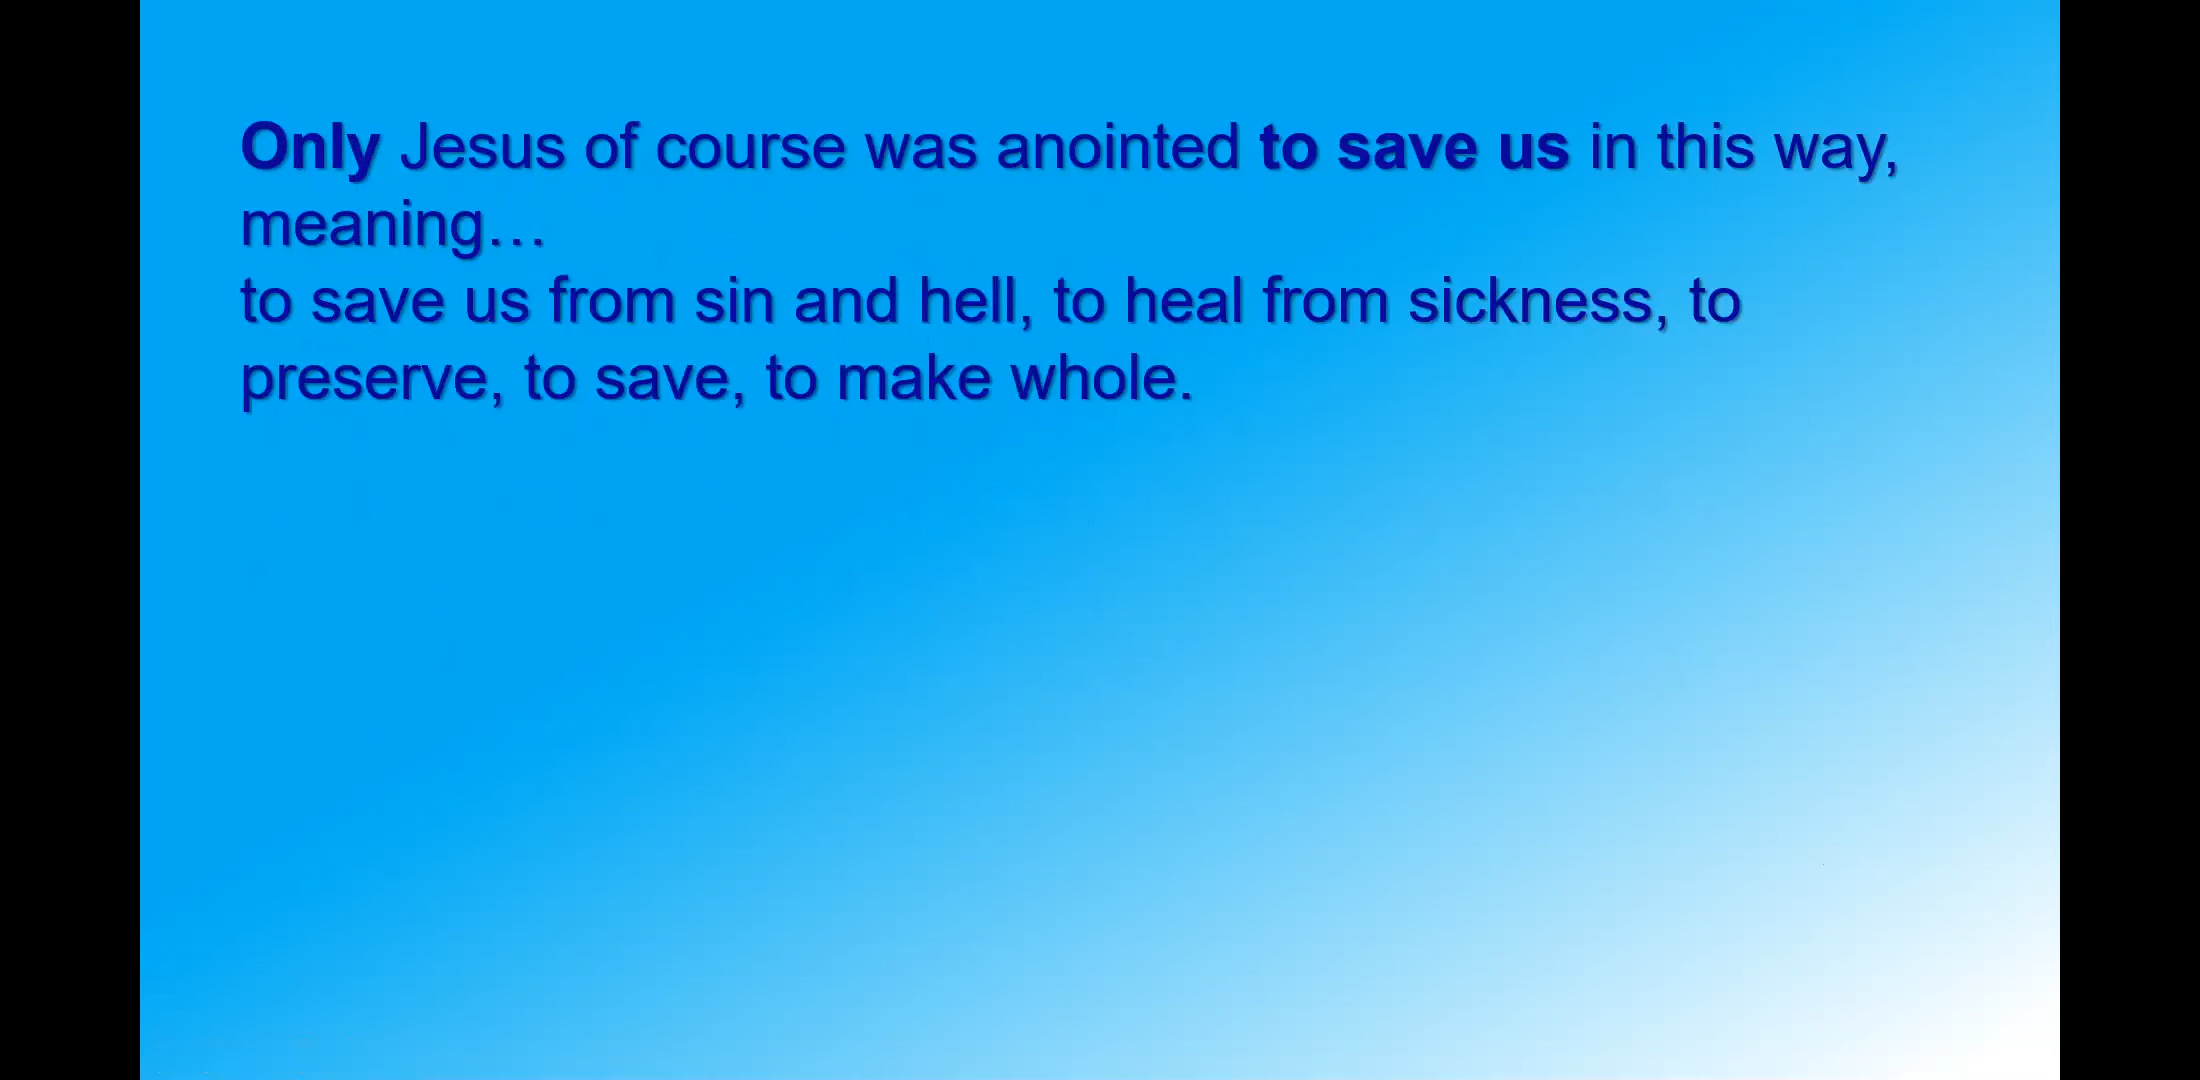 Only Jesus of course was anointed to save us in this way,
meaning…
to save us from sin and hell, to heal from sickness, to
preserve, to save, to make whole.